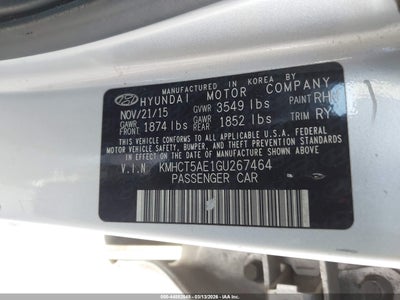 MANUFACTURED IN KOREA BY
HYUNDAI MOTOR COMPANY
NOV/21/15 GVWR 3549 lbs PAINT RH
GAWR FRONT 1874 lbs GAWR REAR 1852 lbs TRIM RY
THIS VEHICLE CONFORMS TO ALL APPLICABLE U.S.A. FEDERAL
MOTOR VEHICLE SAFETY, BUMPER, AND THEFT PREVENTION STANDARDS
IN EFFECT ON THE DATE OF MANUFACTURE SHOWN ABOVE.
V.I.N KMHCT5AE1GU267464
PASSENGER CAR